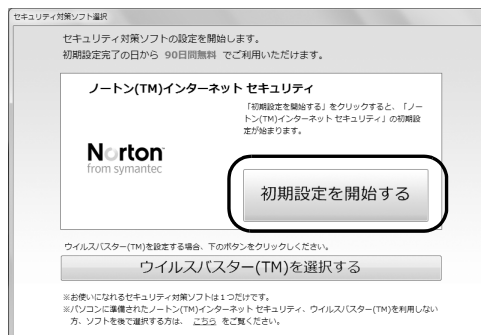 セキュリティ対策ソフト選択
セキュリティ対策ソフトの設定を開始します。
初期設定完了の日から 90日間無料 でご利用いただけます。
ノートン(TM)インターネット セキュリティ
「初期設定を開始する」をクリックすると、「ノー
トン(TM)インターネット セキュリティ」の初期設
定が始まります。
Norton
from symantec
初期設定を開始する
ウイルスバスター(TM)を設定する場合、下のボタンをクリックしてください。
ウイルスバスター(TM)を選択する
※お使いになれるセキュリティ対策ソフトは1つだけです。
※パソコンに準備されたノートン(TM)インターネット セキュリティ、ウイルスバスター(TM)を利用しない
方、ソフトを後で選択する方は、 こちら をご覧ください。